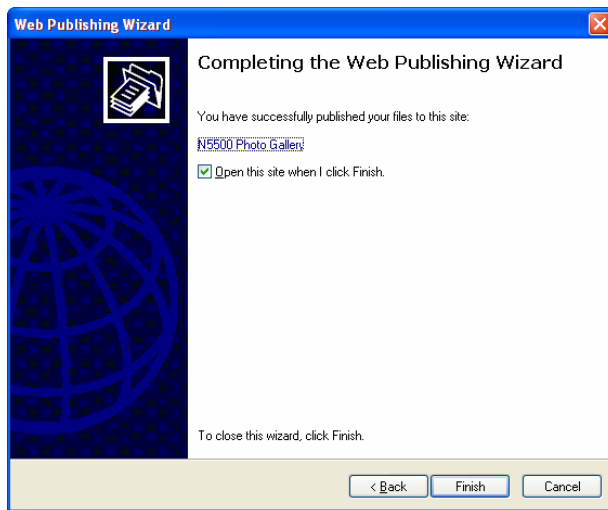 Web Publishing Wizard
Completing the Web Publishing Wizard
You have successfully published your files to this site:
N5500 Photo Gallery
Open this site when I click Finish.
To close this wizard, click Finish.
< Back
Finish
Cancel